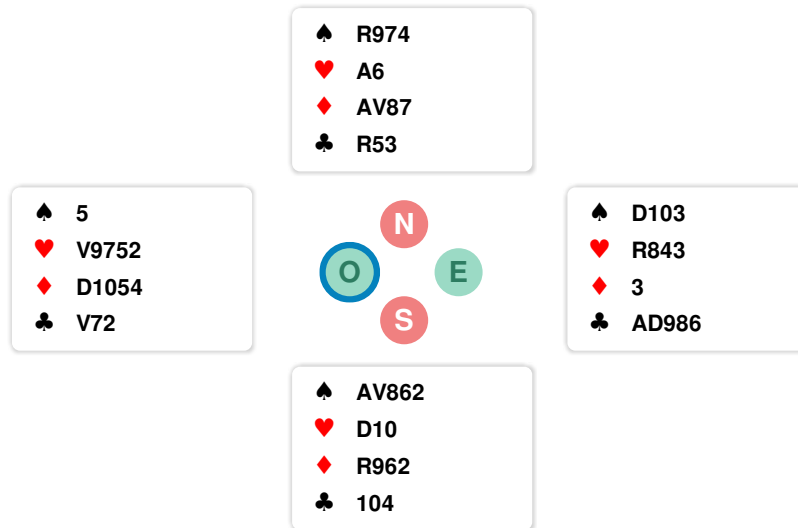 ♠ R974
♥ A6
♦ AV87
♣ R53
♠ 5
♥ V9752
♦ D1054
♣ V72
N
O E
S
♠ D103
♥ R843
♦ 3
♣ AD986
♠ AV862
♥ D10
♦ R962
♣ 104